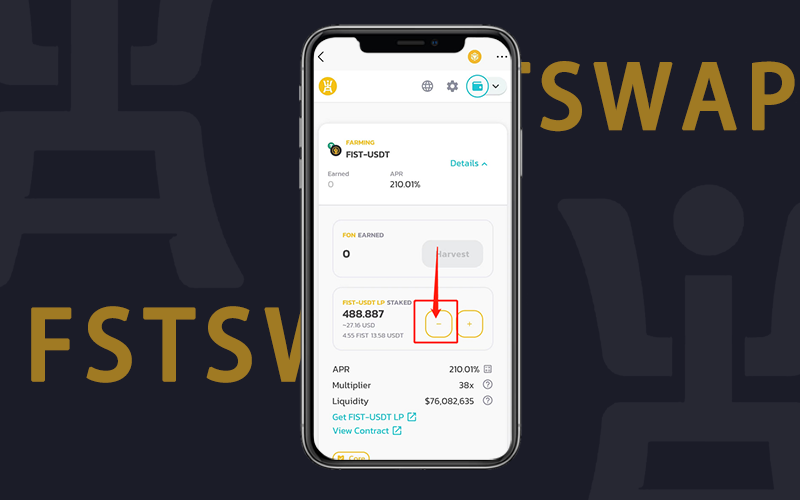 TSWAP
FARMING
FIST-USDT
Details
Earned
APR
0
210.01%
FON EARNED
0
Harvest
FIST-USDT LP STAKED
488.887
~27.16 USD
4.55 FIST 13.58 USDT
−
+
FSTSW
APR
210.01%
Multiplier
38x
Liquidity
$76,082,635
Get FIST-USDT LP
View Contract
Core